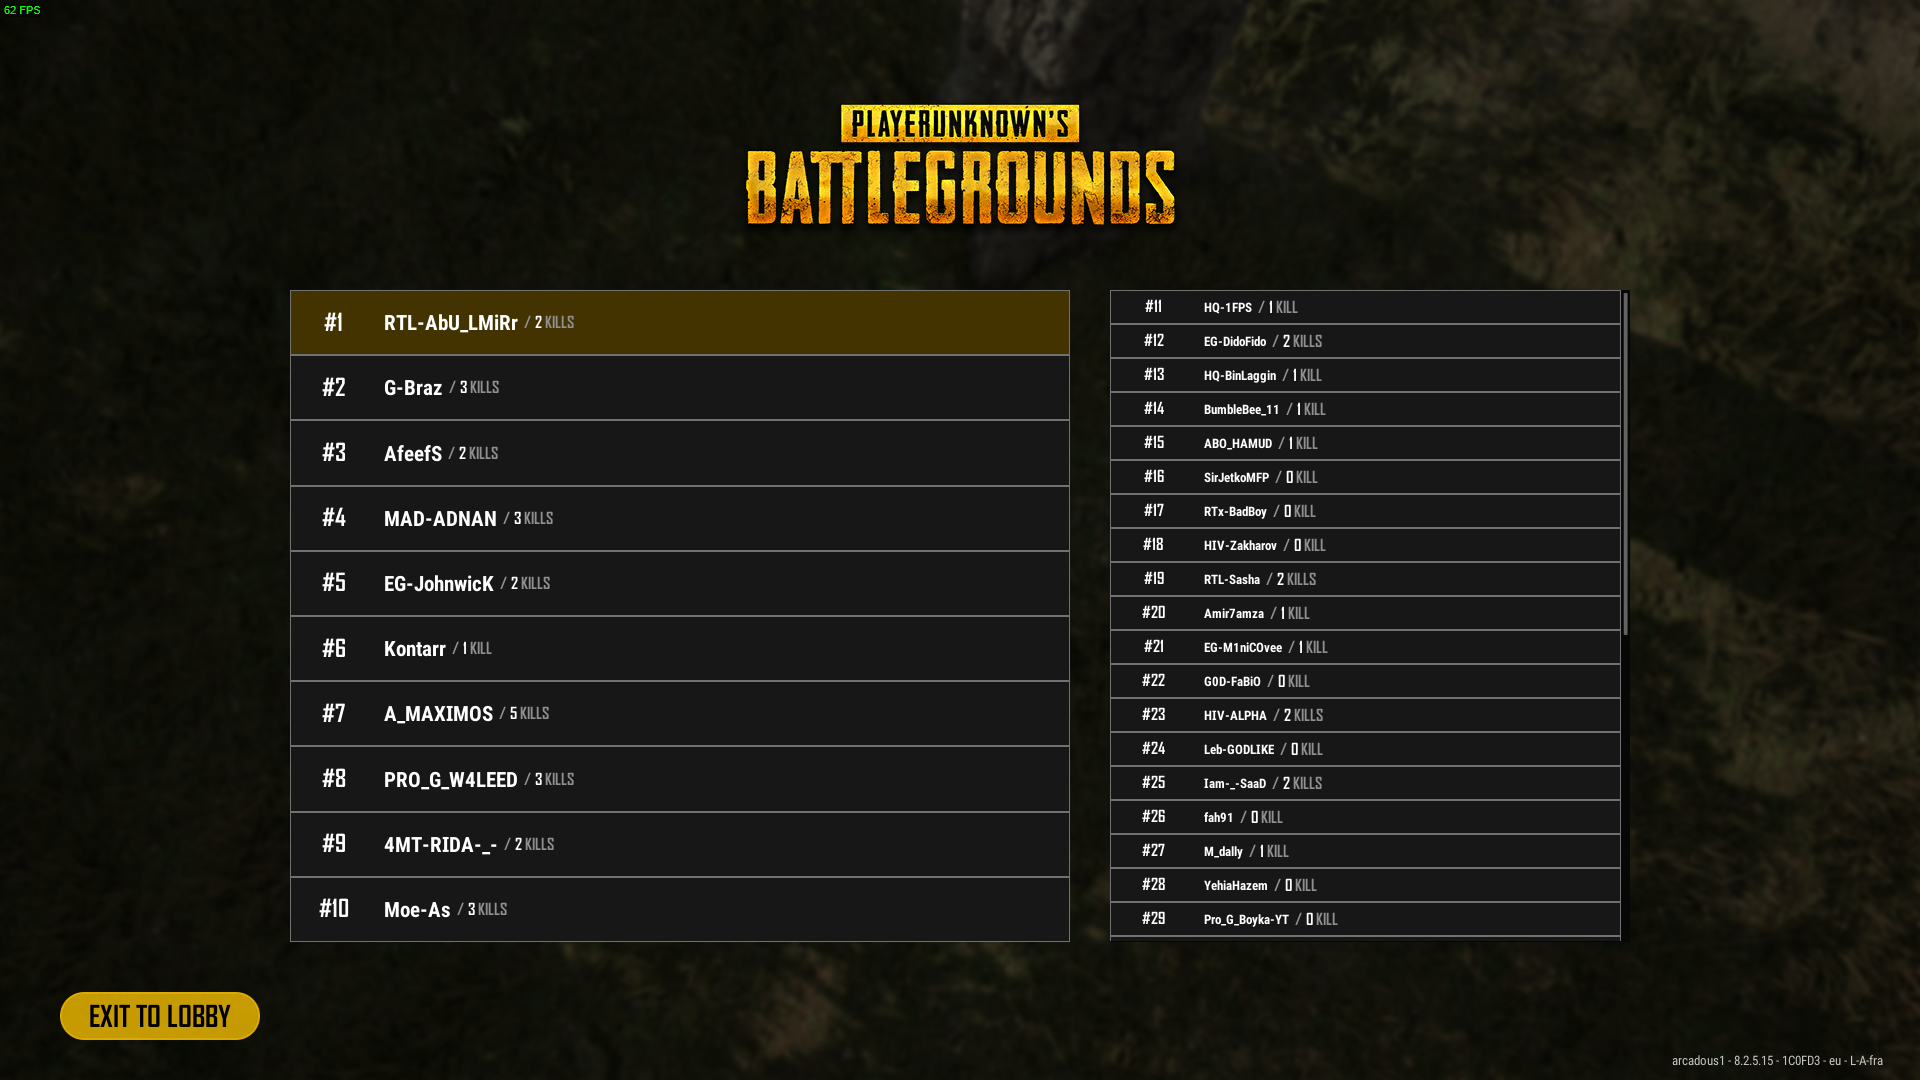 62 FPS
PLAYERUNKNOWN'S
BATTLEGROUNDS
#1 RTL-AbU_LMiRr / 2 KILLS
#2 G-Braz / 3 KILLS
#3 AfeefS / 2 KILLS
#4 MAD-ADNAN / 3 KILLS
#5 EG-JohnwicK / 2 KILLS
#6 Kontarr / 1 KILL
#7 A_MAXIMOS / 5 KILLS
#8 PRO_G_W4LEED / 3 KILLS
#9 4MT-RIDA-_- / 2 KILLS
#10 Moe-As / 3 KILLS
#11 HQ-1FPS / 1 KILL
#12 EG-DidoFido / 2 KILLS
#13 HQ-BinLaggin / 1 KILL
#14 BumbleBee_11 / 1 KILL
#15 ABO_HAMUD / 1 KILL
#16 SirJetkoMFP / 0 KILL
#17 RTx-BadBoy / 0 KILL
#18 HIV-Zakharov / 0 KILL
#19 RTL-Sasha / 2 KILLS
#20 Amir7amza / 1 KILL
#21 EG-M1niCOvee / 1 KILL
#22 G0D-FaBiO / 0 KILL
#23 HIV-ALPHA / 2 KILLS
#24 Leb-GODLIKE / 0 KILL
#25 Iam-_-SaaD / 2 KILLS
#26 fah91 / 0 KILL
#27 M_dally / 1 KILL
#28 YehiaHazem / 0 KILL
#29 Pro_G_Boyka-YT / 0 KILL
EXIT TO LOBBY
arcadous1 - 8.2.5.15 - 1C0FD3 - eu - L-A-fra